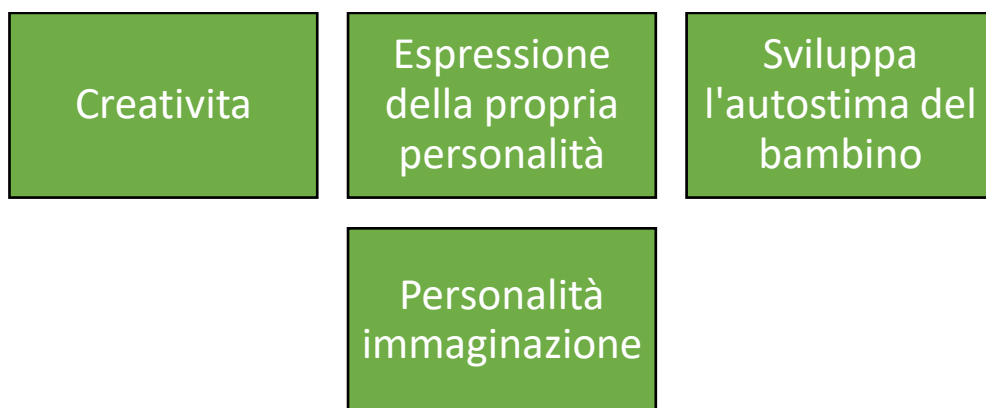 Creativita
Espressione
della propria
personalità
Sviluppa
l'autostima del
bambino
Personalità
immaginazione